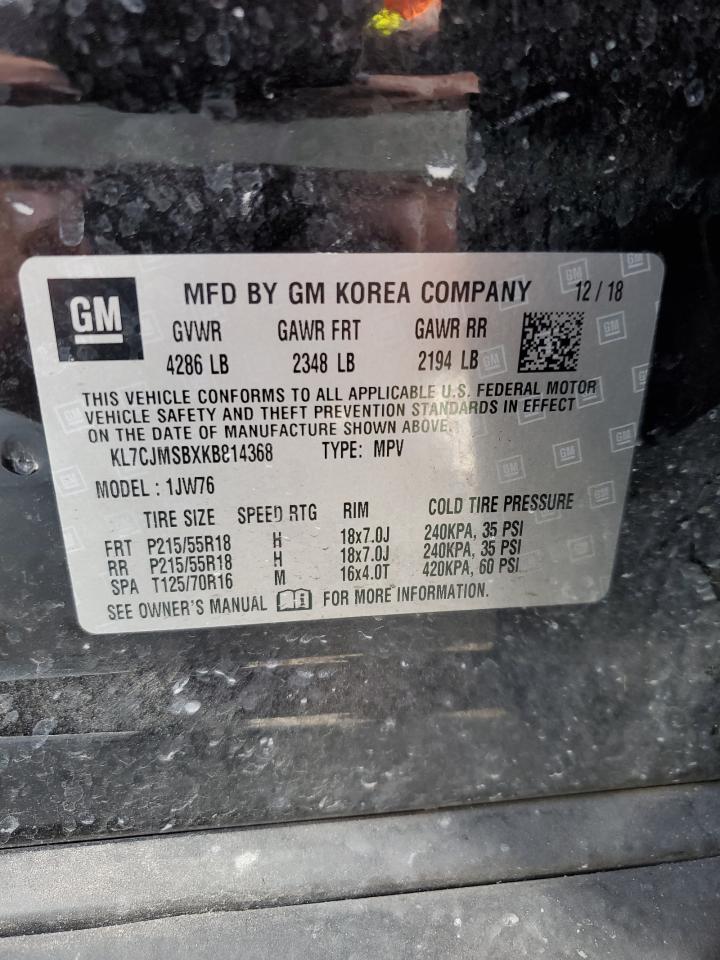 GM MFD BY GM KOREA COMPANY 12/18
GVWR GAWR FRT GAWR RR
4286 LB 2348 LB 2194 LB
THIS VEHICLE CONFORMS TO ALL APPLICABLE U.S. FEDERAL MOTOR
VEHICLE SAFETY AND THEFT PREVENTION STANDARDS IN EFFECT
ON THE DATE OF MANUFACTURE SHOWN ABOVE.
KL7CJMSBXKB814368 TYPE: MPV
MODEL: 1JW76
TIRE SIZE SPEED RTG RIM COLD TIRE PRESSURE
FRT P215/55R18 H 18x7.0J 240KPA, 35 PSI
RR P215/55R18 H 18x7.0J 240KPA, 35 PSI
SPA T125/70R16 M 16x4.0T 420KPA, 60 PSI
SEE OWNER'S MANUAL FOR MORE INFORMATION.